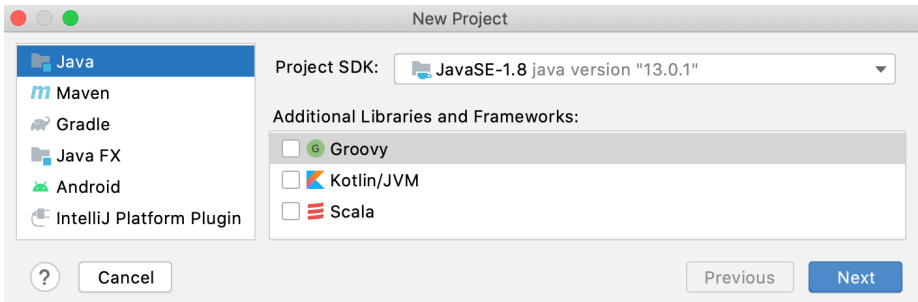 New Project
Java
Maven
Gradle
Java FX
Android
IntelliJ Platform Plugin
Project SDK: JavaSE-1.8 java version "13.0.1"
Additional Libraries and Frameworks:
G Groovy
Kotlin/JVM
Scala
? Cancel Previous Next